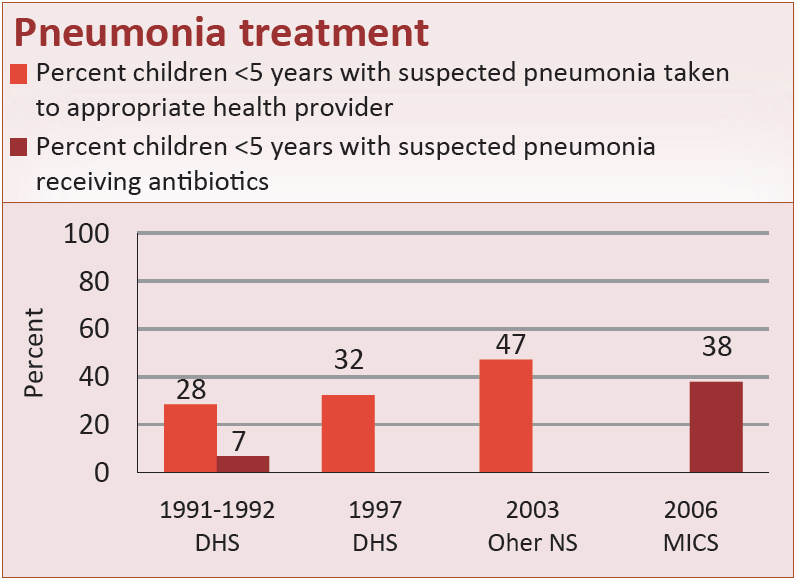 Pneumonia treatment
Percent children <5 years with suspected pneumonia taken
to appropriate health provider
Percent children <5 years with suspected pneumonia
receiving antibiotics
100
80
60
40
20
0
Percent
28
7
32
47
38
1991-1992
DHS
1997
DHS
2003
Oher NS
2006
MICS